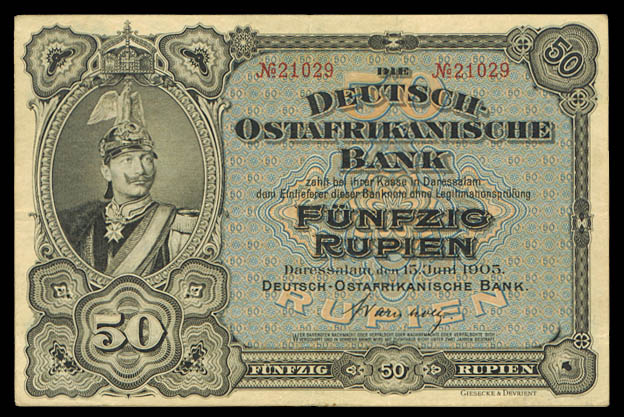 50
№21029 №21029
DIE
DEUTSCH-
OSTAFRIKANISCHE
BANK
zahlt bei ihrer Kasse in Daressalam
dem Einlieferer dieser Banknote ohne Legitimationsprüfung
FÜNFZIG
RUPIEN
Daressalam, den 15. Juni 1905.
DEUTSCH-OSTAFRIKANISCHE BANK.
RUPIEN
50
FÜNFZIG 50 RUPIEN
GIESECKE & DEVRIENT